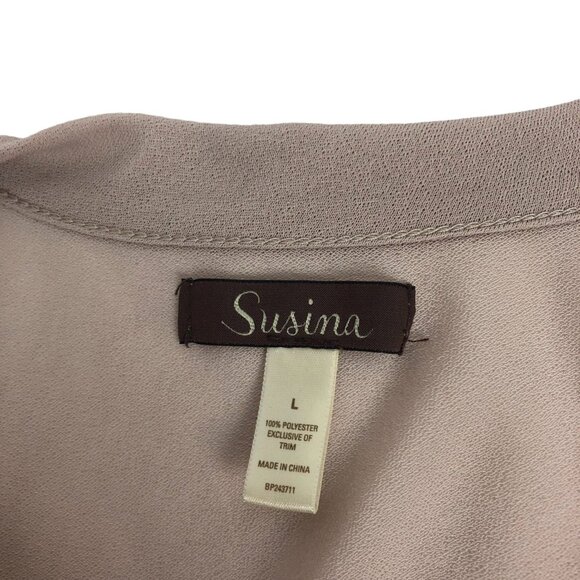 Susina
L
100% POLYESTER
EXCLUSIVE OF
TRIM
MADE IN CHINA
BP243711